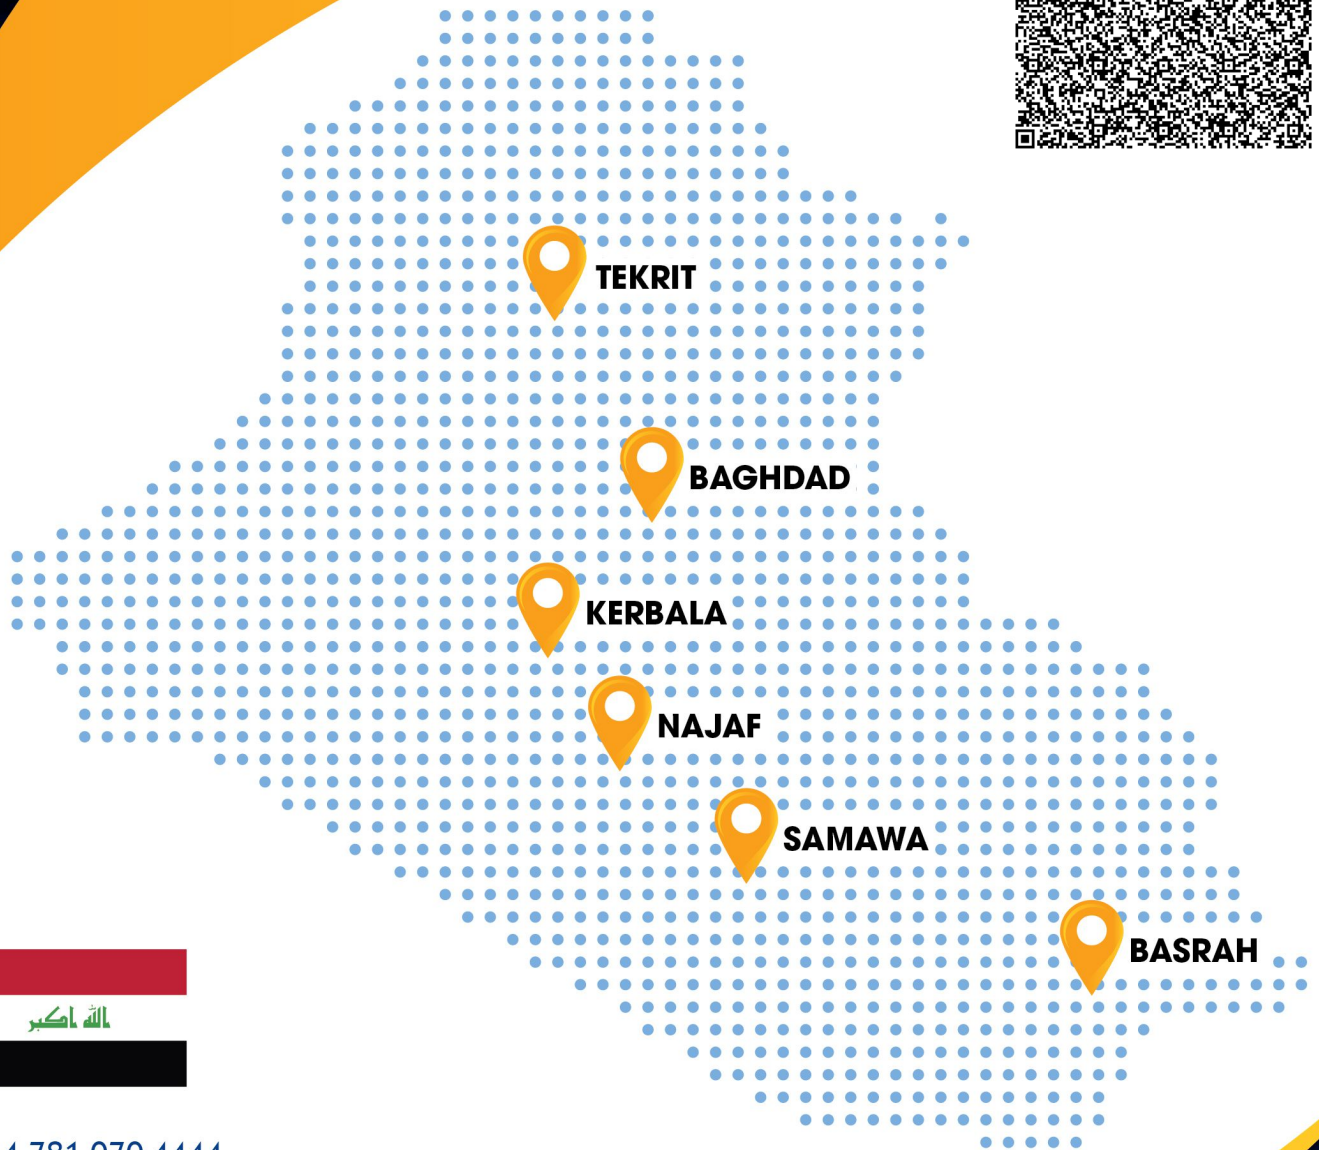 TEKRIT
BAGHDAD
KERBALA
NAJAF
SAMAWA
BASRAH
الله اكبر